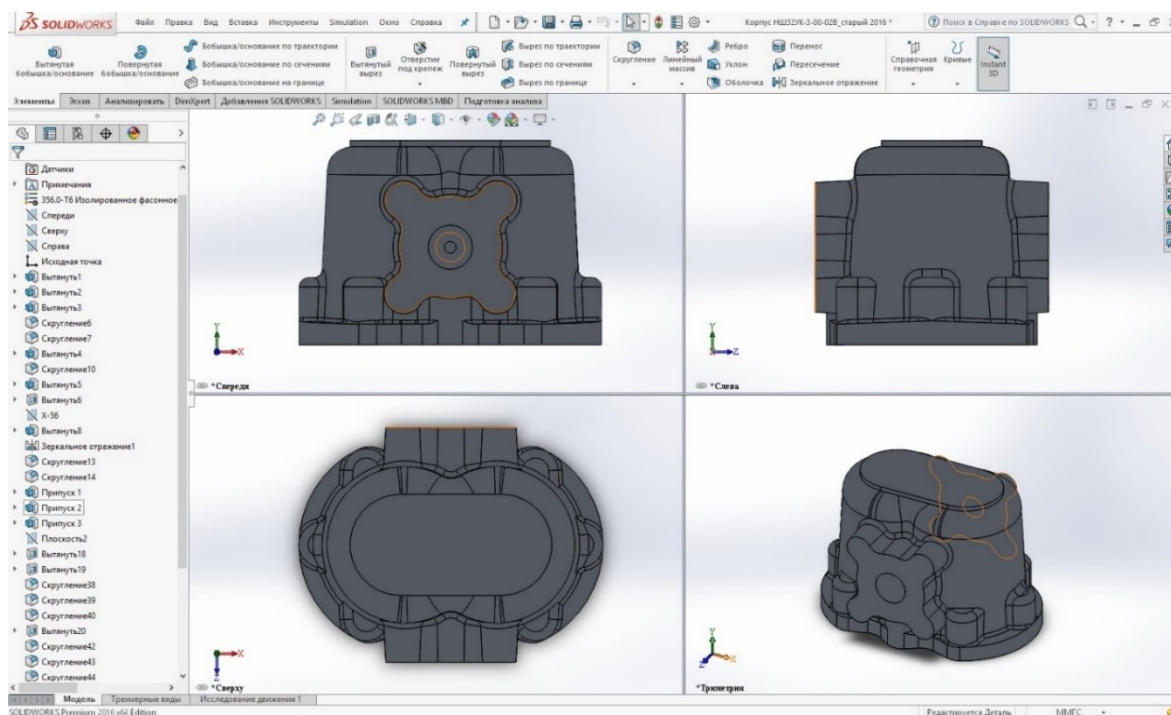 SOLIDWORKS Файл Правка Вид Вставка Инструменты Simulation Окно Справка Корпус НШ32УК-3-00-02В_старый 2016 * Поиск в Справке по SOLIDWORKS
Вытянутая бобышка/основание
Повернутая бобышка/основание
Бобышка/основание по траектории
Бобышка/основание по сечениям
Бобышка/основание на границе
Вытянутый вырез
Отверстие под крепеж
Повернутый вырез
Вырез по траектории
Вырез по сечениям
Вырез по границе
Скругление
Линейный массив
Ребро
Уклон
Оболочка
Перенос
Пересечение
Зеркальное отражение
Справочная геометрия
Кривые
Instant 3D
Элементы Эскиз Анализировать DimXpert Добавления SOLIDWORKS Simulation SOLIDWORKS MBD Подготовка анализа
Датчики
Примечания
356.0-T6 Изолированное фасонное
Спереди
Сверху
Справа
Исходная точка
Вытянуть1
Вытянуть2
Вытянуть3
Скругление6
Скругление7
Вытянуть4
Скругление10
Вытянуть5
Вытянуть6
X-56
Вытянуть8
Зеркальное отражение1
Скругление13
Скругление14
Припуск 1
Припуск 2
Припуск 3
Плоскость2
Вытянуть18
Вытянуть19
Скругление38
Скругление39
Скругление40
Вытянуть20
Скругление42
Скругление43
Скругление44
Y
X
*Спереди
Y
Z
*Слева
X
Z
*Сверху
Y
Z
X
*Триметрия
Модель Трехмерные виды Исследование движения 1
SOLIDWORKS Premium 2016 x64 Edition Редактируется Деталь ММГС